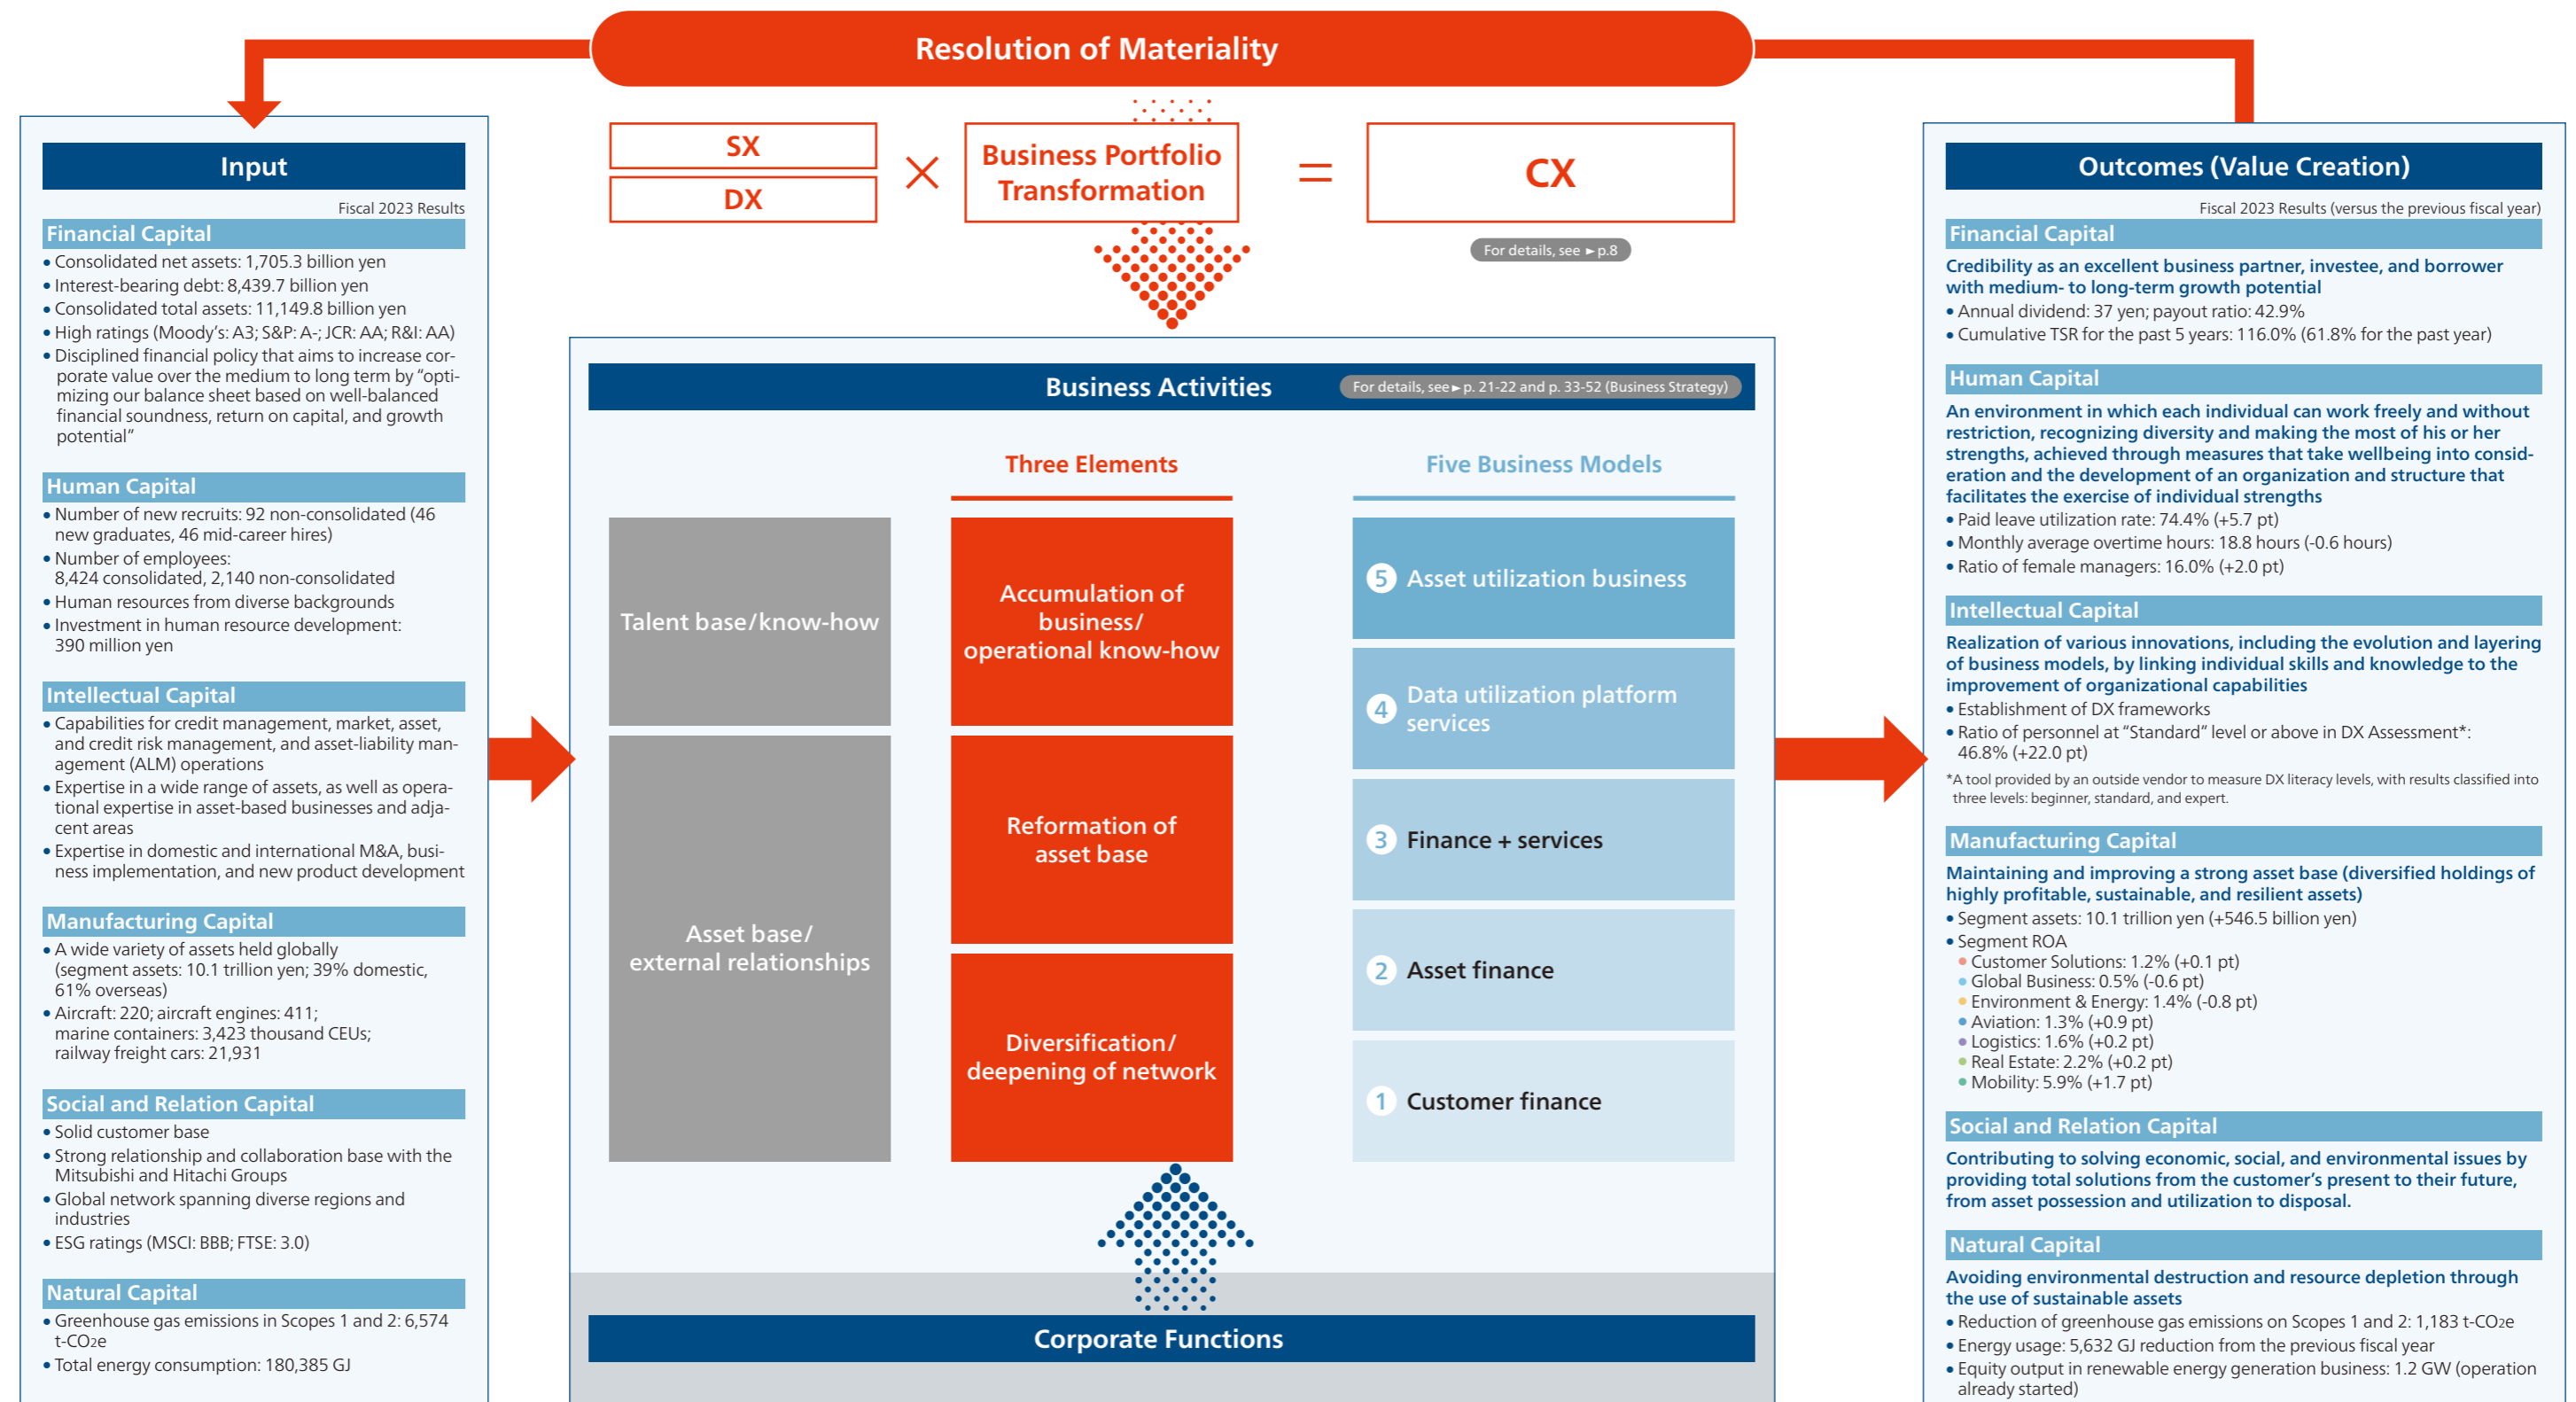 Resolution of Materiality
SX
DX
×
Business Portfolio
Transformation
=
CX
For details, see ►p.8
Input
Fiscal 2023 Results
Financial Capital
• Consolidated net assets: 1,705.3 billion yen
• Interest-bearing debt: 8,439.7 billion yen
• Consolidated total assets: 11,149.8 billion yen
• High ratings (Moody's: A3; S&P: A-; JCR: AA; R&I: AA)
• Disciplined financial policy that aims to increase cor-
porate value over the medium to long term by “opti-
mizing our balance sheet based on well-balanced
financial soundness, return on capital, and growth
potential”
Human Capital
• Number of new recruits: 92 non-consolidated (46
new graduates, 46 mid-career hires)
• Number of employees:
8,424 consolidated, 2,140 non-consolidated
• Human resources from diverse backgrounds
• Investment in human resource development:
390 million yen
Intellectual Capital
• Capabilities for credit management, market, asset,
and credit risk management, and asset-liability man-
agement (ALM) operations
• Expertise in a wide range of assets, as well as opera-
tional expertise in asset-based businesses and adja-
cent areas
• Expertise in domestic and international M&A, busi-
ness implementation, and new product development
Manufacturing Capital
• A wide variety of assets held globally
(segment assets: 10.1 trillion yen; 39% domestic,
61% overseas)
• Aircraft: 220; aircraft engines: 411;
marine containers: 3,423 thousand CEUs;
railway freight cars: 21,931
Social and Relation Capital
• Solid customer base
• Strong relationship and collaboration base with the
Mitsubishi and Hitachi Groups
• Global network spanning diverse regions and
industries
• ESG ratings (MSCI: BBB; FTSE: 3.0)
Natural Capital
• Greenhouse gas emissions in Scopes 1 and 2: 6,574
t-CO2e
• Total energy consumption: 180,385 GJ
Business Activities
For details, see ► p. 21-22 and p. 33-52 (Business Strategy)
Talent base/know-how
Asset base/
external relationships
Three Elements
Accumulation of
business/
operational know-how
Reformation of
asset base
Diversification/
deepening of network
Five Business Models
5 Asset utilization business
4 Data utilization platform
services
3 Finance + services
2 Asset finance
1 Customer finance
Corporate Functions
Outcomes (Value Creation)
Fiscal 2023 Results (versus the previous fiscal year)
Financial Capital
Credibility as an excellent business partner, investee, and borrower
with medium- to long-term growth potential
• Annual dividend: 37 yen; payout ratio: 42.9%
• Cumulative TSR for the past 5 years: 116.0% (61.8% for the past year)
Human Capital
An environment in which each individual can work freely and without
restriction, recognizing diversity and making the most of his or her
strengths, achieved through measures that take wellbeing into consid-
eration and the development of an organization and structure that
facilitates the exercise of individual strengths
• Paid leave utilization rate: 74.4% (+5.7 pt)
• Monthly average overtime hours: 18.8 hours (-0.6 hours)
• Ratio of female managers: 16.0% (+2.0 pt)
Intellectual Capital
Realization of various innovations, including the evolution and layering
of business models, by linking individual skills and knowledge to the
improvement of organizational capabilities
• Establishment of DX frameworks
• Ratio of personnel at “Standard” level or above in DX Assessment*:
46.8% (+22.0 pt)
*A tool provided by an outside vendor to measure DX literacy levels, with results classified into
three levels: beginner, standard, and expert.
Manufacturing Capital
Maintaining and improving a strong asset base (diversified holdings of
highly profitable, sustainable, and resilient assets)
• Segment assets: 10.1 trillion yen (+546.5 billion yen)
• Segment ROA
• Customer Solutions: 1.2% (+0.1 pt)
• Global Business: 0.5% (-0.6 pt)
• Environment & Energy: 1.4% (-0.8 pt)
• Aviation: 1.3% (+0.9 pt)
• Logistics: 1.6% (+0.2 pt)
• Real Estate: 2.2% (+0.2 pt)
• Mobility: 5.9% (+1.7 pt)
Social and Relation Capital
Contributing to solving economic, social, and environmental issues by
providing total solutions from the customer's present to their future,
from asset possession and utilization to disposal.
Natural Capital
Avoiding environmental destruction and resource depletion through
the use of sustainable assets
• Reduction of greenhouse gas emissions on Scopes 1 and 2: 1,183 t-CO2e
• Energy usage: 5,632 GJ reduction from the previous fiscal year
• Equity output in renewable energy generation business: 1.2 GW (operation
already started)